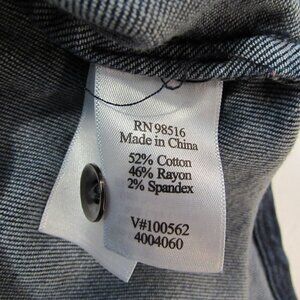 RN 98516
Made in China
52% Cotton
46% Rayon
2% Spandex
V#100562
4004060